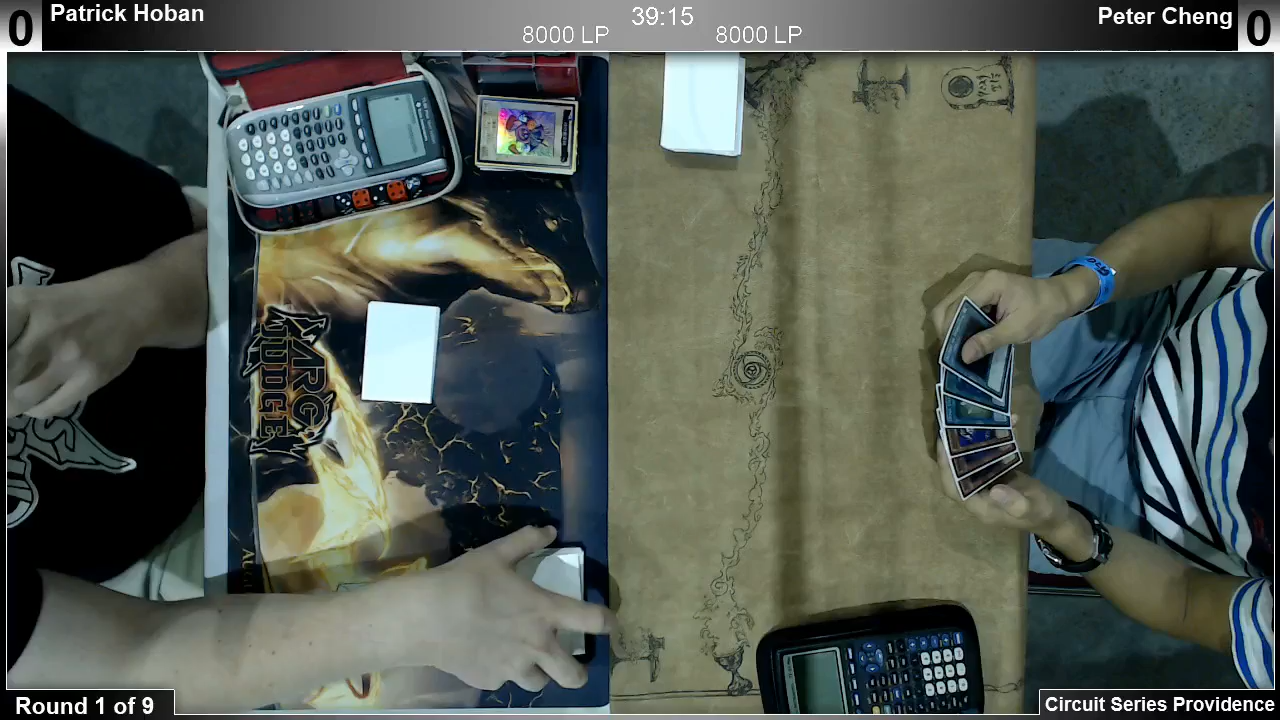 0
Patrick Hoban
39:15
8000 LP
8000 LP
Peter Cheng
0
ARG
JUDGE
Round 1 of 9
Circuit Series Providence